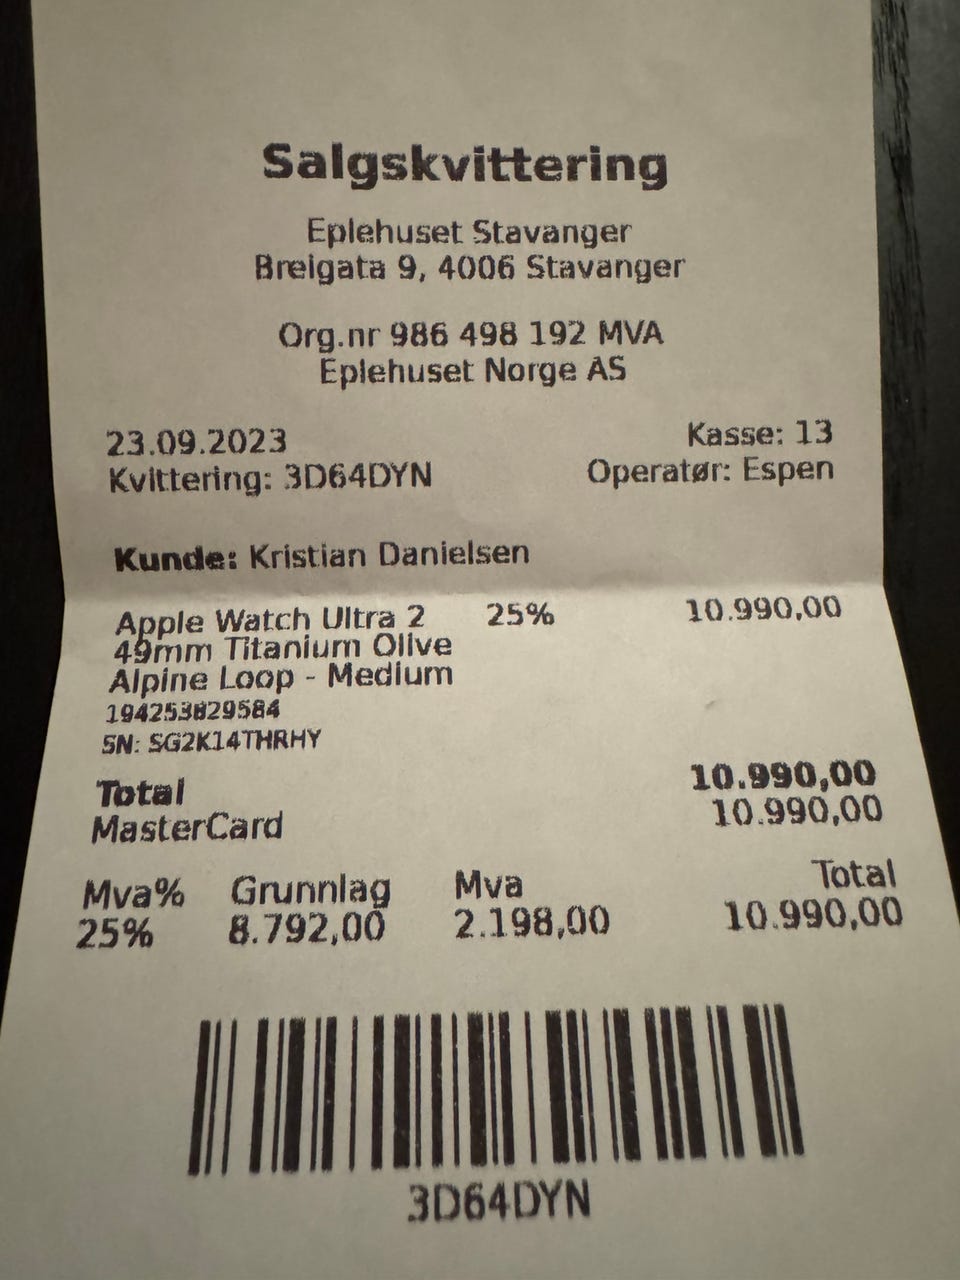 Salgskvittering
Eplehuset Stavanger
Breigata 9, 4006 Stavanger
Org.nr 986 498 192 MVA
Eplehuset Norge AS
23.09.2023 Kasse: 13
Kvittering: 3D64DYN Operatør: Espen
Kunde: Kristian Danielsen
Apple Watch Ultra 2 25% 10.990,00
49mm Titanium Olive
Alpine Loop - Medium
194253829584
SN: SG2K14THRHY
Total 10.990,00
MasterCard 10.990,00
Mva% Grunnlag Mva Total
25% 8.792,00 2.198,00 10.990,00
3D64DYN